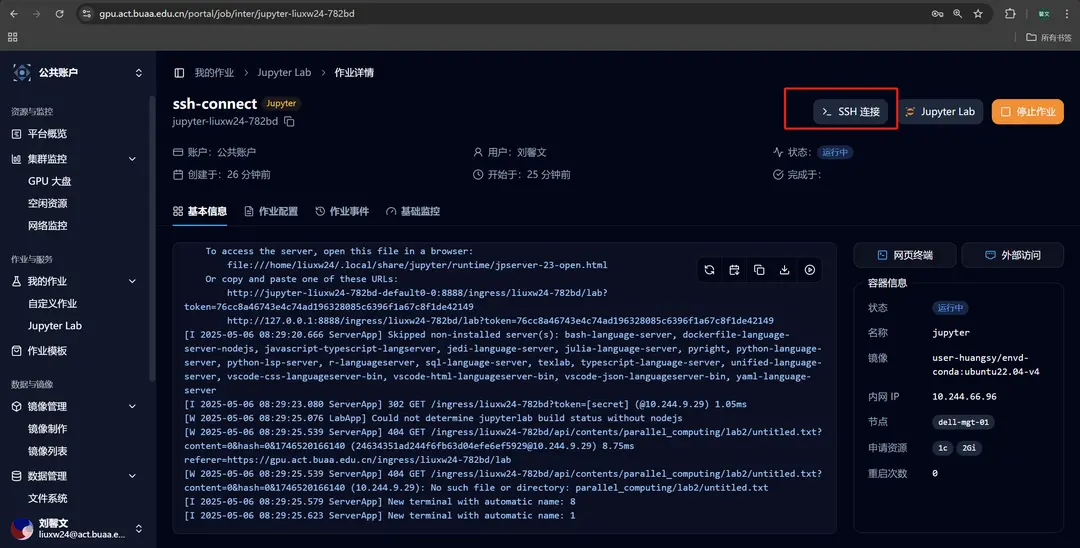 gpu.act.buaa.edu.cn/portal/job/inter/jupyter-liuxw24-782bd
馨文
所有书签
公共账户
我的作业 > Jupyter Lab > 作业详情
ssh-connect Jupyter
jupyter-liuxw24-782bd
SSH 连接
Jupyter Lab
停止作业
账户: 公共账户
用户: 刘馨文
状态: 运行中
创建于: 26 分钟前
开始于: 25 分钟前
完成于:
资源与监控
平台概览
集群监控
GPU 大盘
空闲资源
网络监控
作业与服务
我的作业
自定义作业
Jupyter Lab
作业模板
数据与镜像
镜像管理
镜像制作
镜像列表
数据管理
文件系统
刘馨文
liuxw24@act.buaa.e...
基本信息
作业配置
作业事件
基础监控
To access the server, open this file in a browser:
file:///home/liuxw24/.local/share/jupyter/runtime/jpserver-23-open.html
Or copy and paste one of these URLs:
http://jupyter-liuxw24-782bd-default0-0:8888/ingress/liuxw24-782bd/lab?
token=76cc8a46743e4c74ad196328085c6396f1a67c8f1de42149
http://127.0.0.1:8888/ingress/liuxw24-782bd/lab?token=76cc8a46743e4c74ad196328085c6396f1a67c8f1de42149
[I 2025-05-06 08:29:20.666 ServerApp] Skipped non-installed server(s): bash-language-server, dockerfile-language-
server-nodejs, javascript-typescript-langserver, jedi-language-server, julia-language-server, pyright, python-language-
server, python-lsp-server, r-languageserver, sql-language-server, texlab, typescript-language-server, unified-language-
server, vscode-css-languageserver-bin, vscode-html-languageserver-bin, vscode-json-languageserver-bin, yaml-language-
server
[I 2025-05-06 08:29:23.080 ServerApp] 302 GET /ingress/liuxw24-782bd?token=[secret] (@10.244.9.29) 1.05ms
[W 2025-05-06 08:29:25.076 LabApp] Could not determine jupyterlab build status without nodejs
[W 2025-05-06 08:29:25.539 ServerApp] 404 GET /ingress/liuxw24-782bd/api/contents/parallel_computing/lab2/untitled.txt?
content=0&hash=0&1746520166140 (24634351ad244f6fb63d04efe6ef5929@10.244.9.29) 8.75ms
referer=https://gpu.act.buaa.edu.cn/ingress/liuxw24-782bd/lab
[W 2025-05-06 08:29:25.539 ServerApp] 404 GET /ingress/liuxw24-782bd/api/contents/parallel_computing/lab2/untitled.txt?
content=0&hash=0&1746520166140 (10.244.9.29): No such file or directory: parallel_computing/lab2/untitled.txt
[I 2025-05-06 08:29:25.579 ServerApp] New terminal with automatic name: 8
[I 2025-05-06 08:29:25.623 ServerApp] New terminal with automatic name: 1
网页终端
外部访问
容器信息
状态 运行中
名称 jupyter
镜像 user-huangsy/envd-
conda:ubuntu22.04-v4
内网 IP 10.244.66.96
节点 dell-mgt-01
申请资源 1c 2Gi
重启次数 0